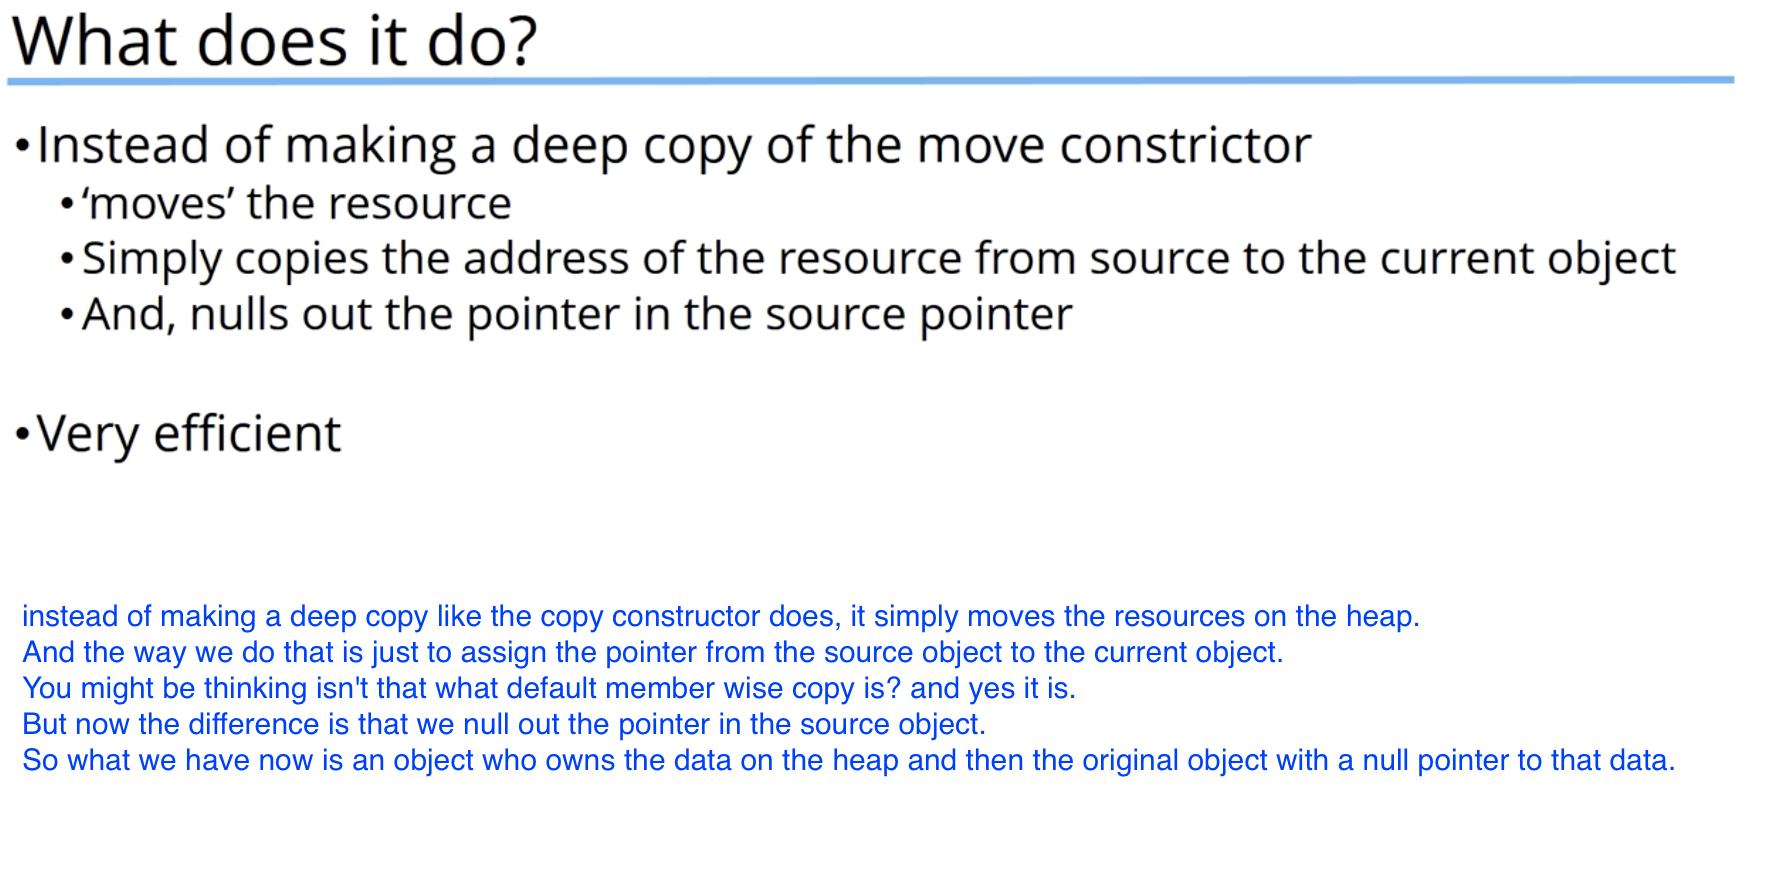 What does it do?
•Instead of making a deep copy of the move constrictor
•‘moves’ the resource
•Simply copies the address of the resource from source to the current object
•And, nulls out the pointer in the source pointer
•Very efficient
instead of making a deep copy like the copy constructor does, it simply moves the resources on the heap.
And the way we do that is just to assign the pointer from the source object to the current object.
You might be thinking isn't that what default member wise copy is? and yes it is.
But now the difference is that we null out the pointer in the source object.
So what we have now is an object who owns the data on the heap and then the original object with a null pointer to that data.